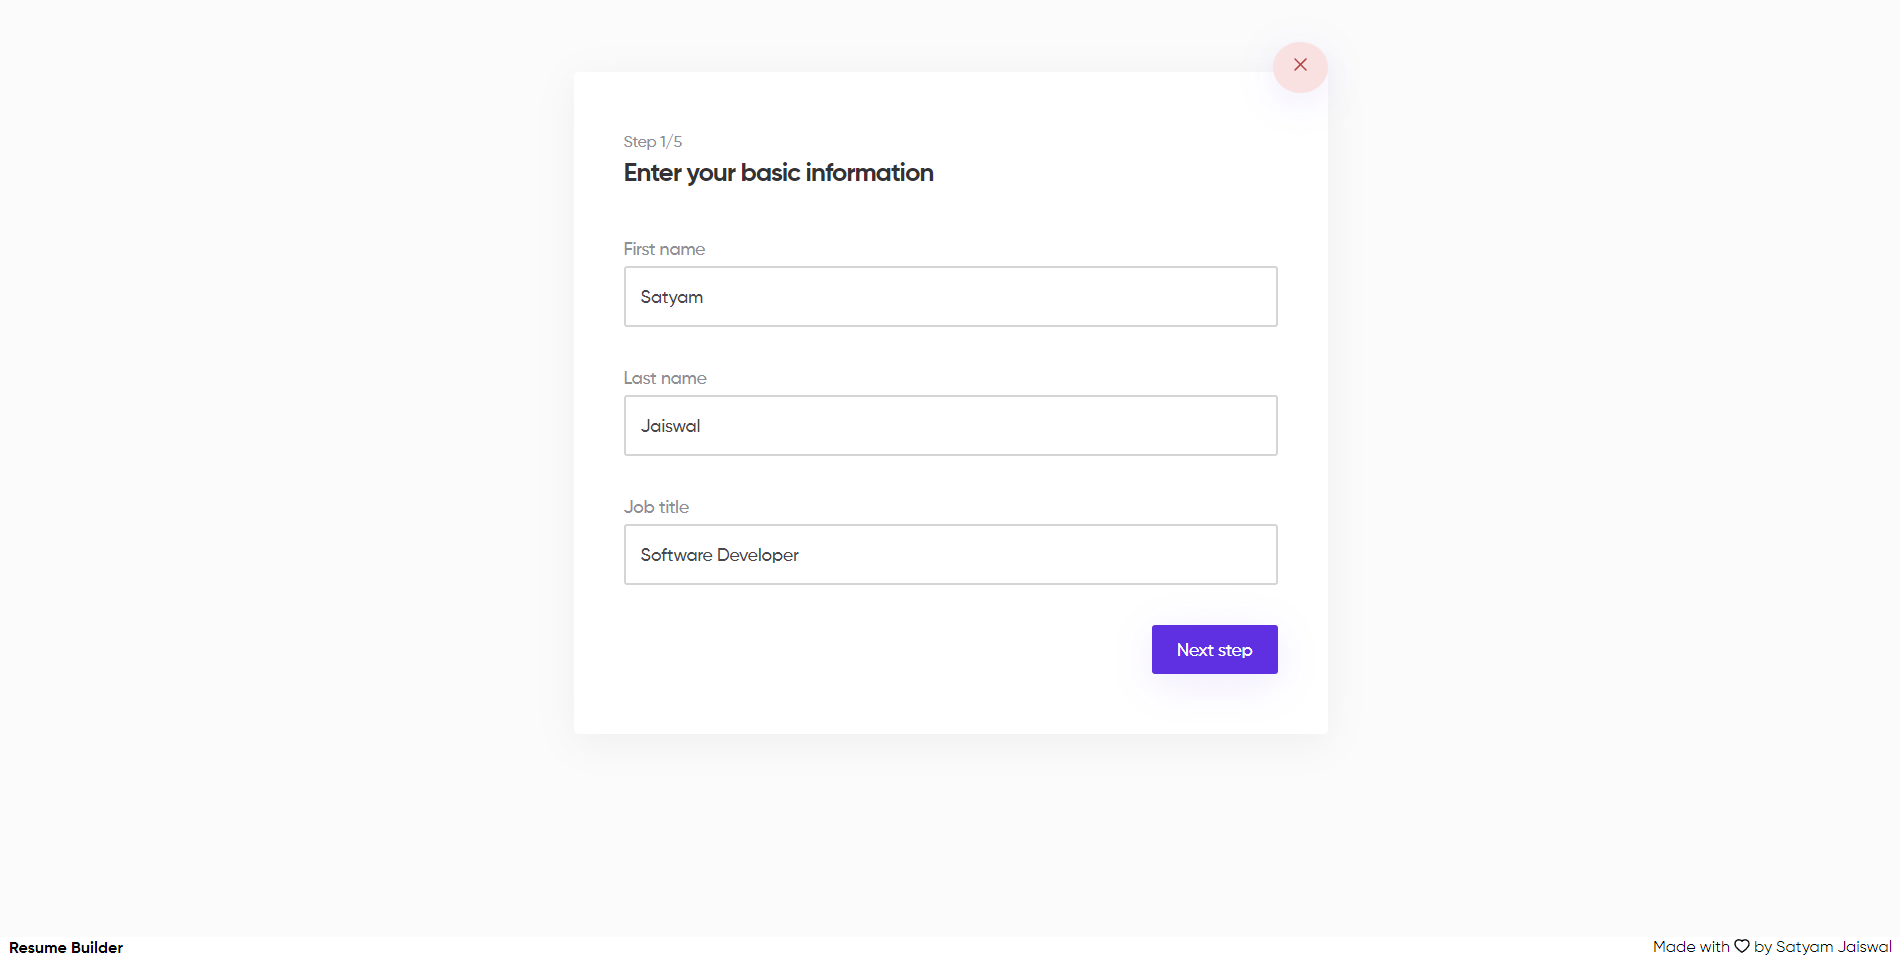 Step 1/5
Enter your basic information
First name
Satyam
Last name
Jaiswal
Job title
Software Developer
Next step
Resume Builder
Made with ♡ by Satyam Jaiswal